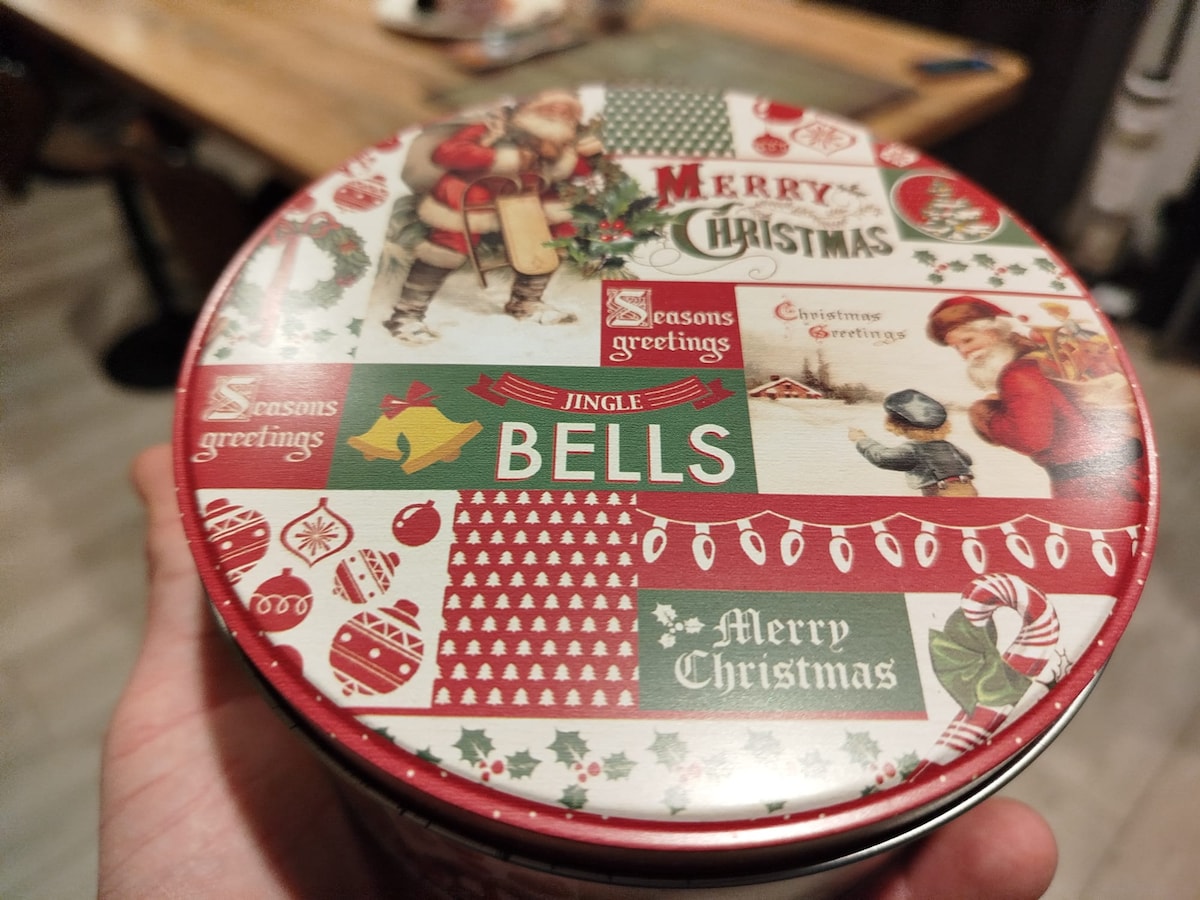 MERRY
CHRISTMAS
Seasons
greetings
Christmas
Greetings
Seasons
greetings
JINGLE
BELLS
Merry
Christmas